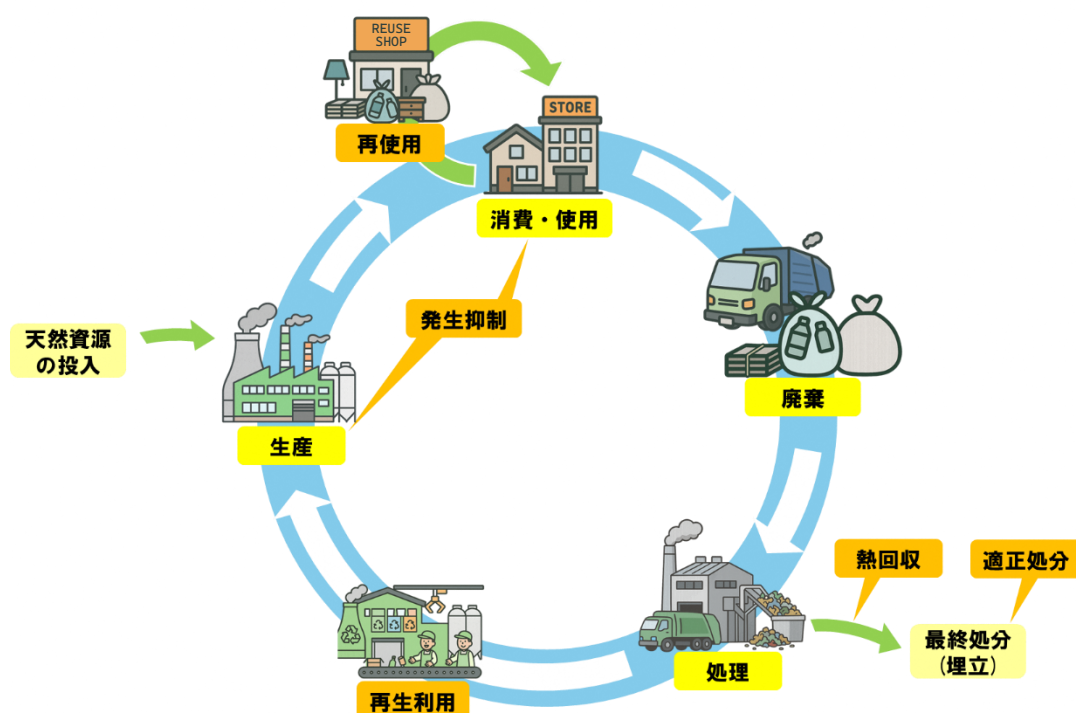 REUSE
SHOP
再使用
STORE
消費・使用
発生抑制
天然資源
の投入
生産
廃棄
熱回収
適正処分
最終処分
(埋立)
処理
再生利用